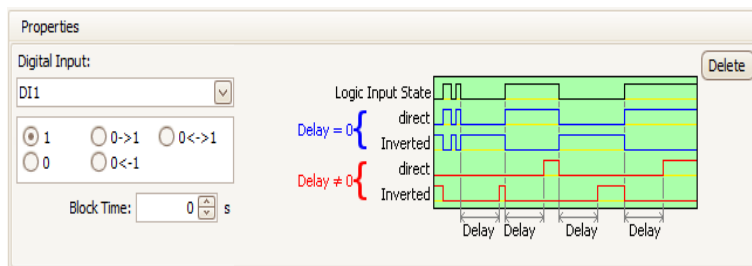 Properties
Digital Input:
DI1
Delete
1 0->1 0<->1
0 0<-1
Block Time: 0 s
Logic Input State
Delay = 0
direct
Inverted
Delay ≠ 0
direct
Inverted
Delay Delay Delay Delay